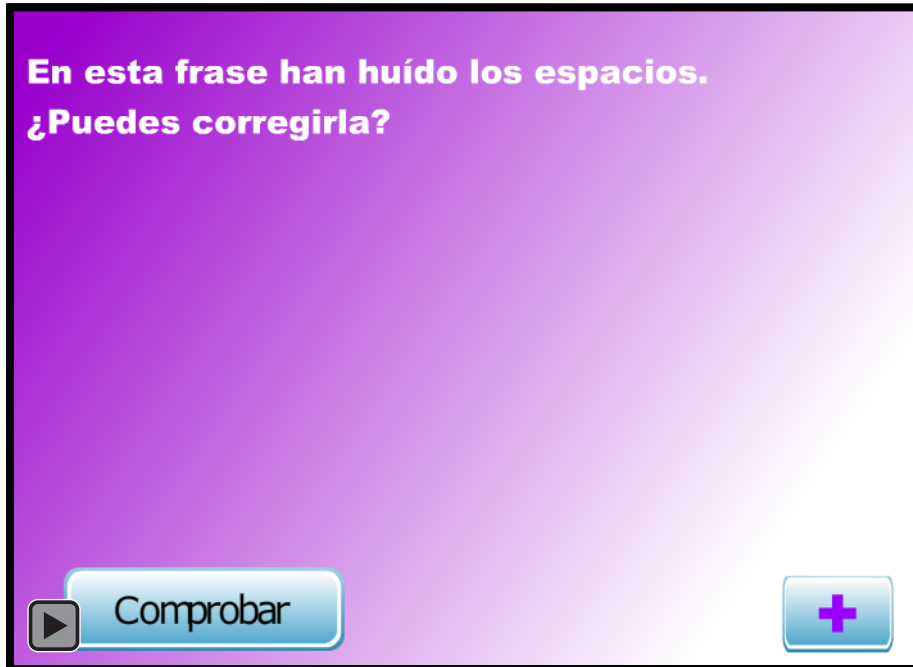 En esta frase han huído los espacios.
¿Puedes corregirla?
Comprobar